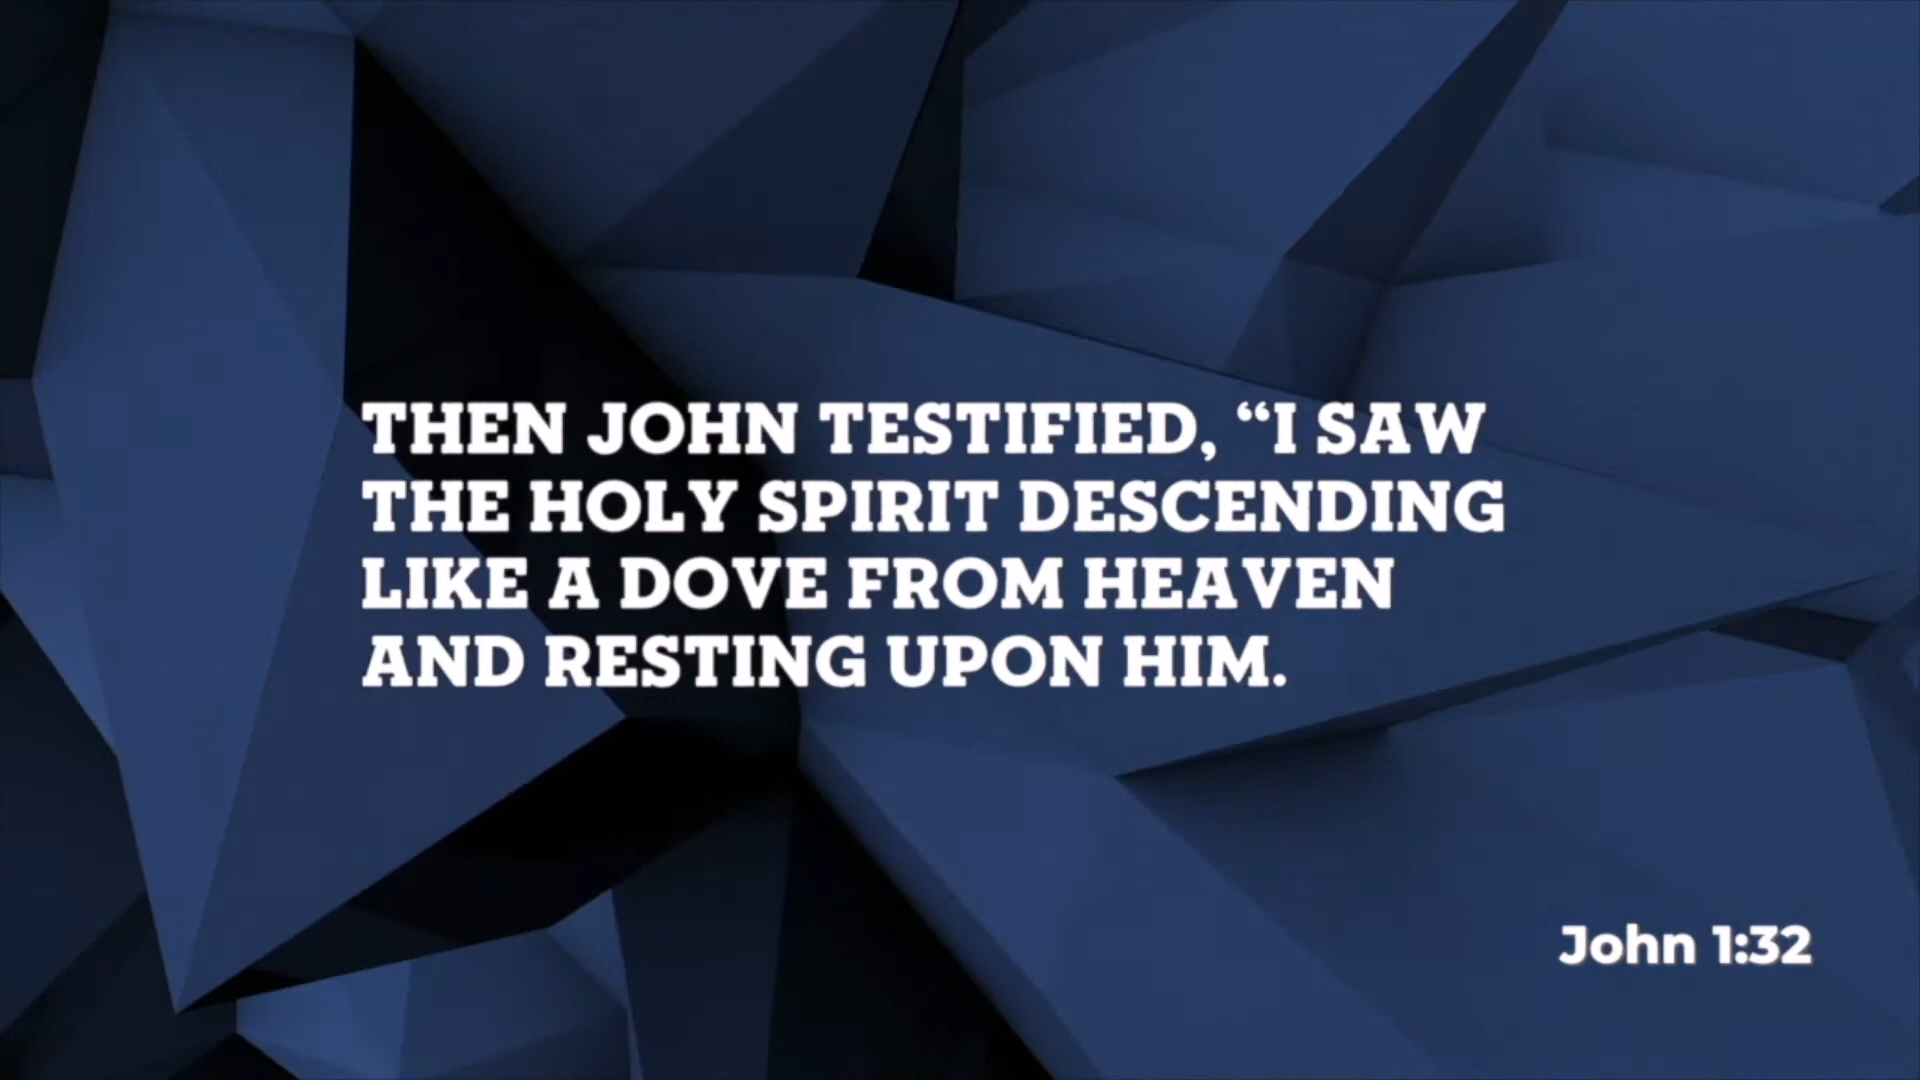 THEN JOHN TESTIFIED, “I SAW
THE HOLY SPIRIT DESCENDING
LIKE A DOVE FROM HEAVEN
AND RESTING UPON HIM.
John 1:32